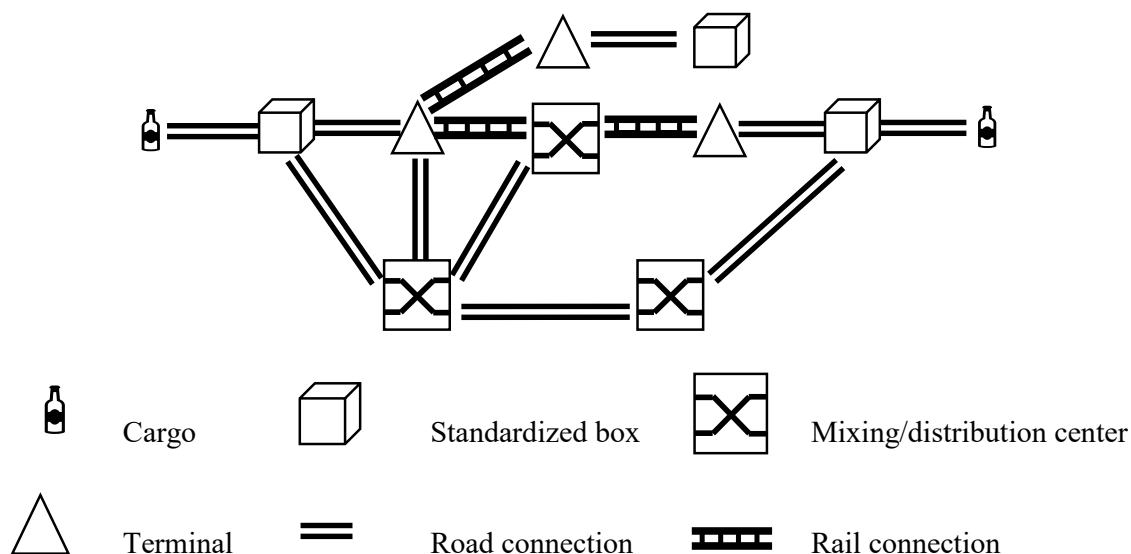 Cargo
Standardized box
Mixing/distribution center
Terminal
Road connection
Rail connection